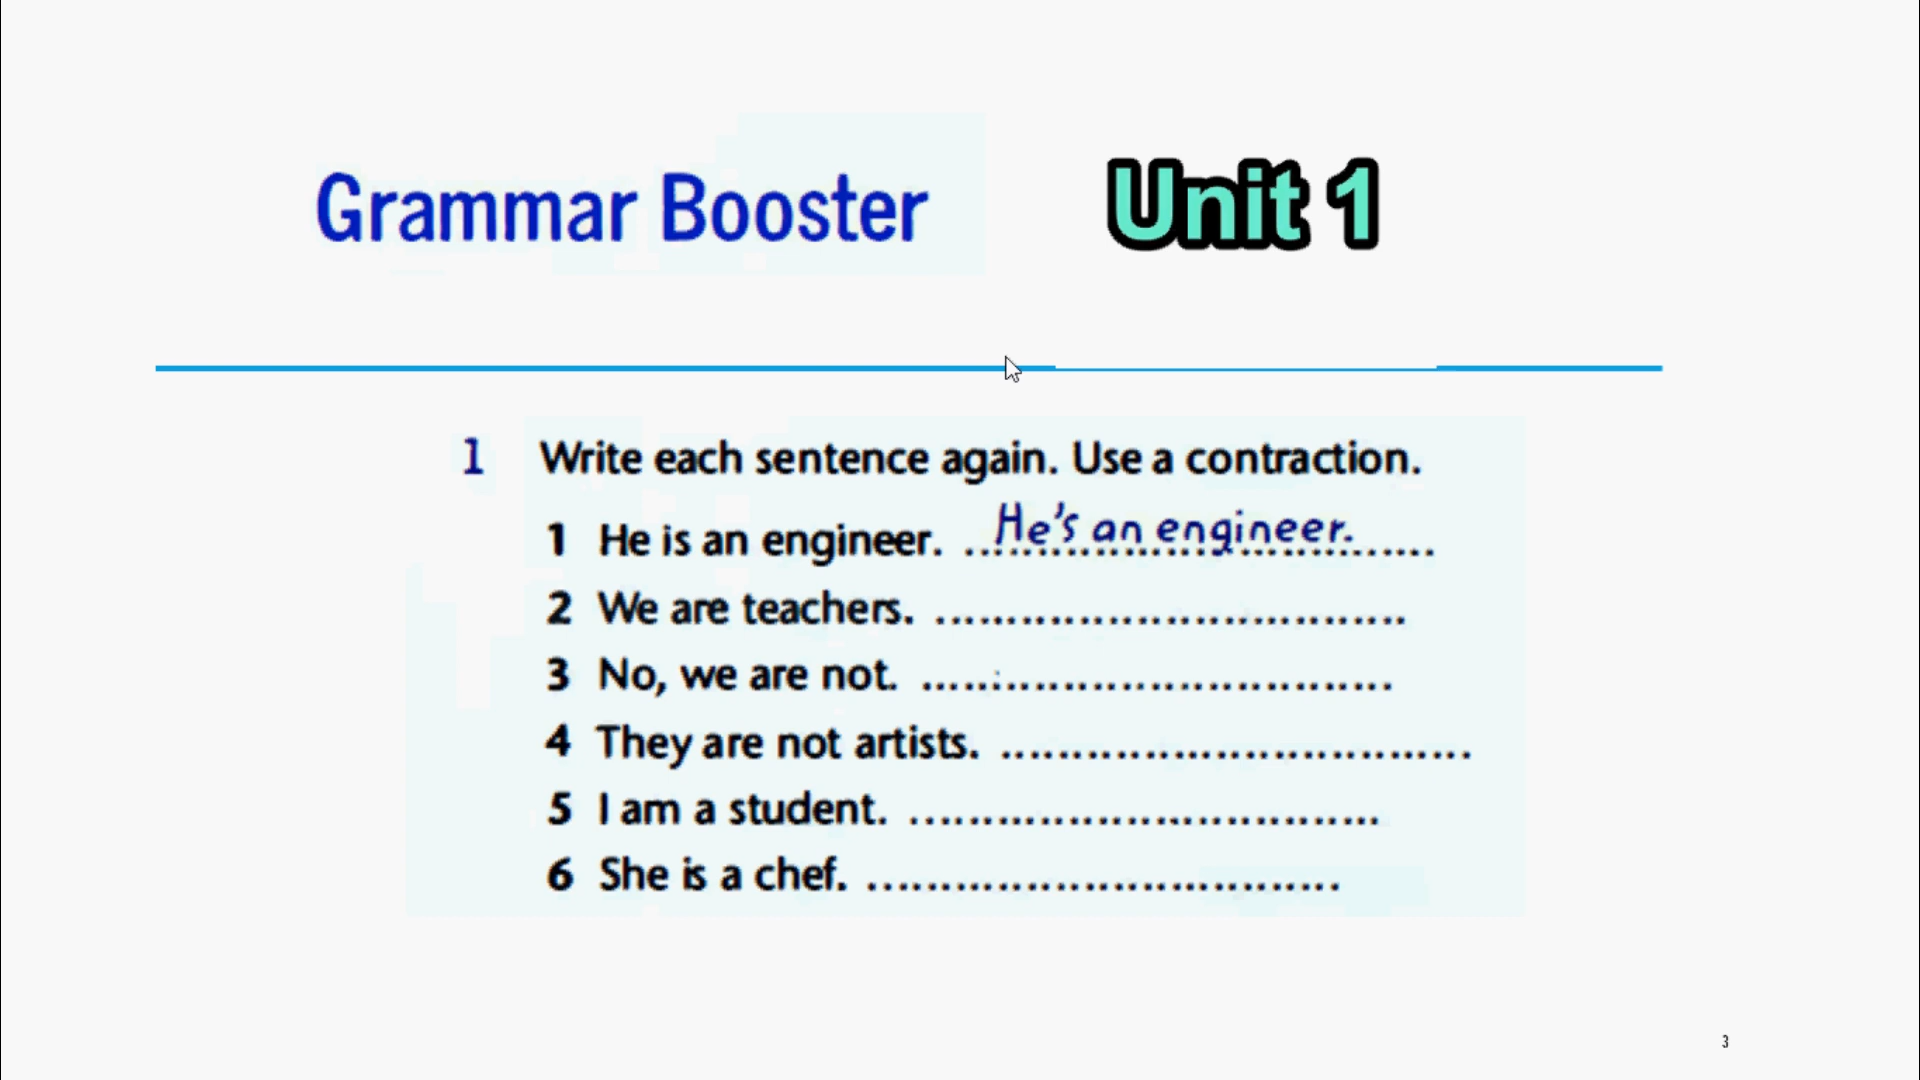 Grammar Booster Unit 1
1 Write each sentence again. Use a contraction.
1 He is an engineer. He's an engineer.
2 We are teachers. ................................
3 No, we are not. ................................
4 They are not artists. ................................
5 I am a student. ................................
6 She is a chef. ................................
3